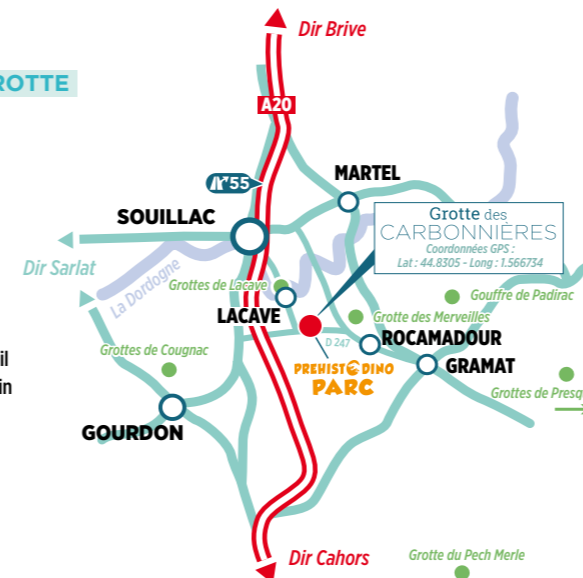 Dir Brive
ROTTE
A20
55
MARTEL
SOUILLAC
Grotte des
CARBONNIÈRES
Coordonnées GPS :
Lat : 44.8305 - Long : 1.566734
Dir Sarlat
La Dordogne
Grottes de Lacave
Gouffre de Padirac
LACAVE
Grotte des Merveilles
D 247
ROCAMADOUR
Grottes de Cougnac
PREHISTODINO
PARC
GRAMAT
il
in
Grottes de Presq
GOURDON
Dir Cahors
Grotte du Pech Merle